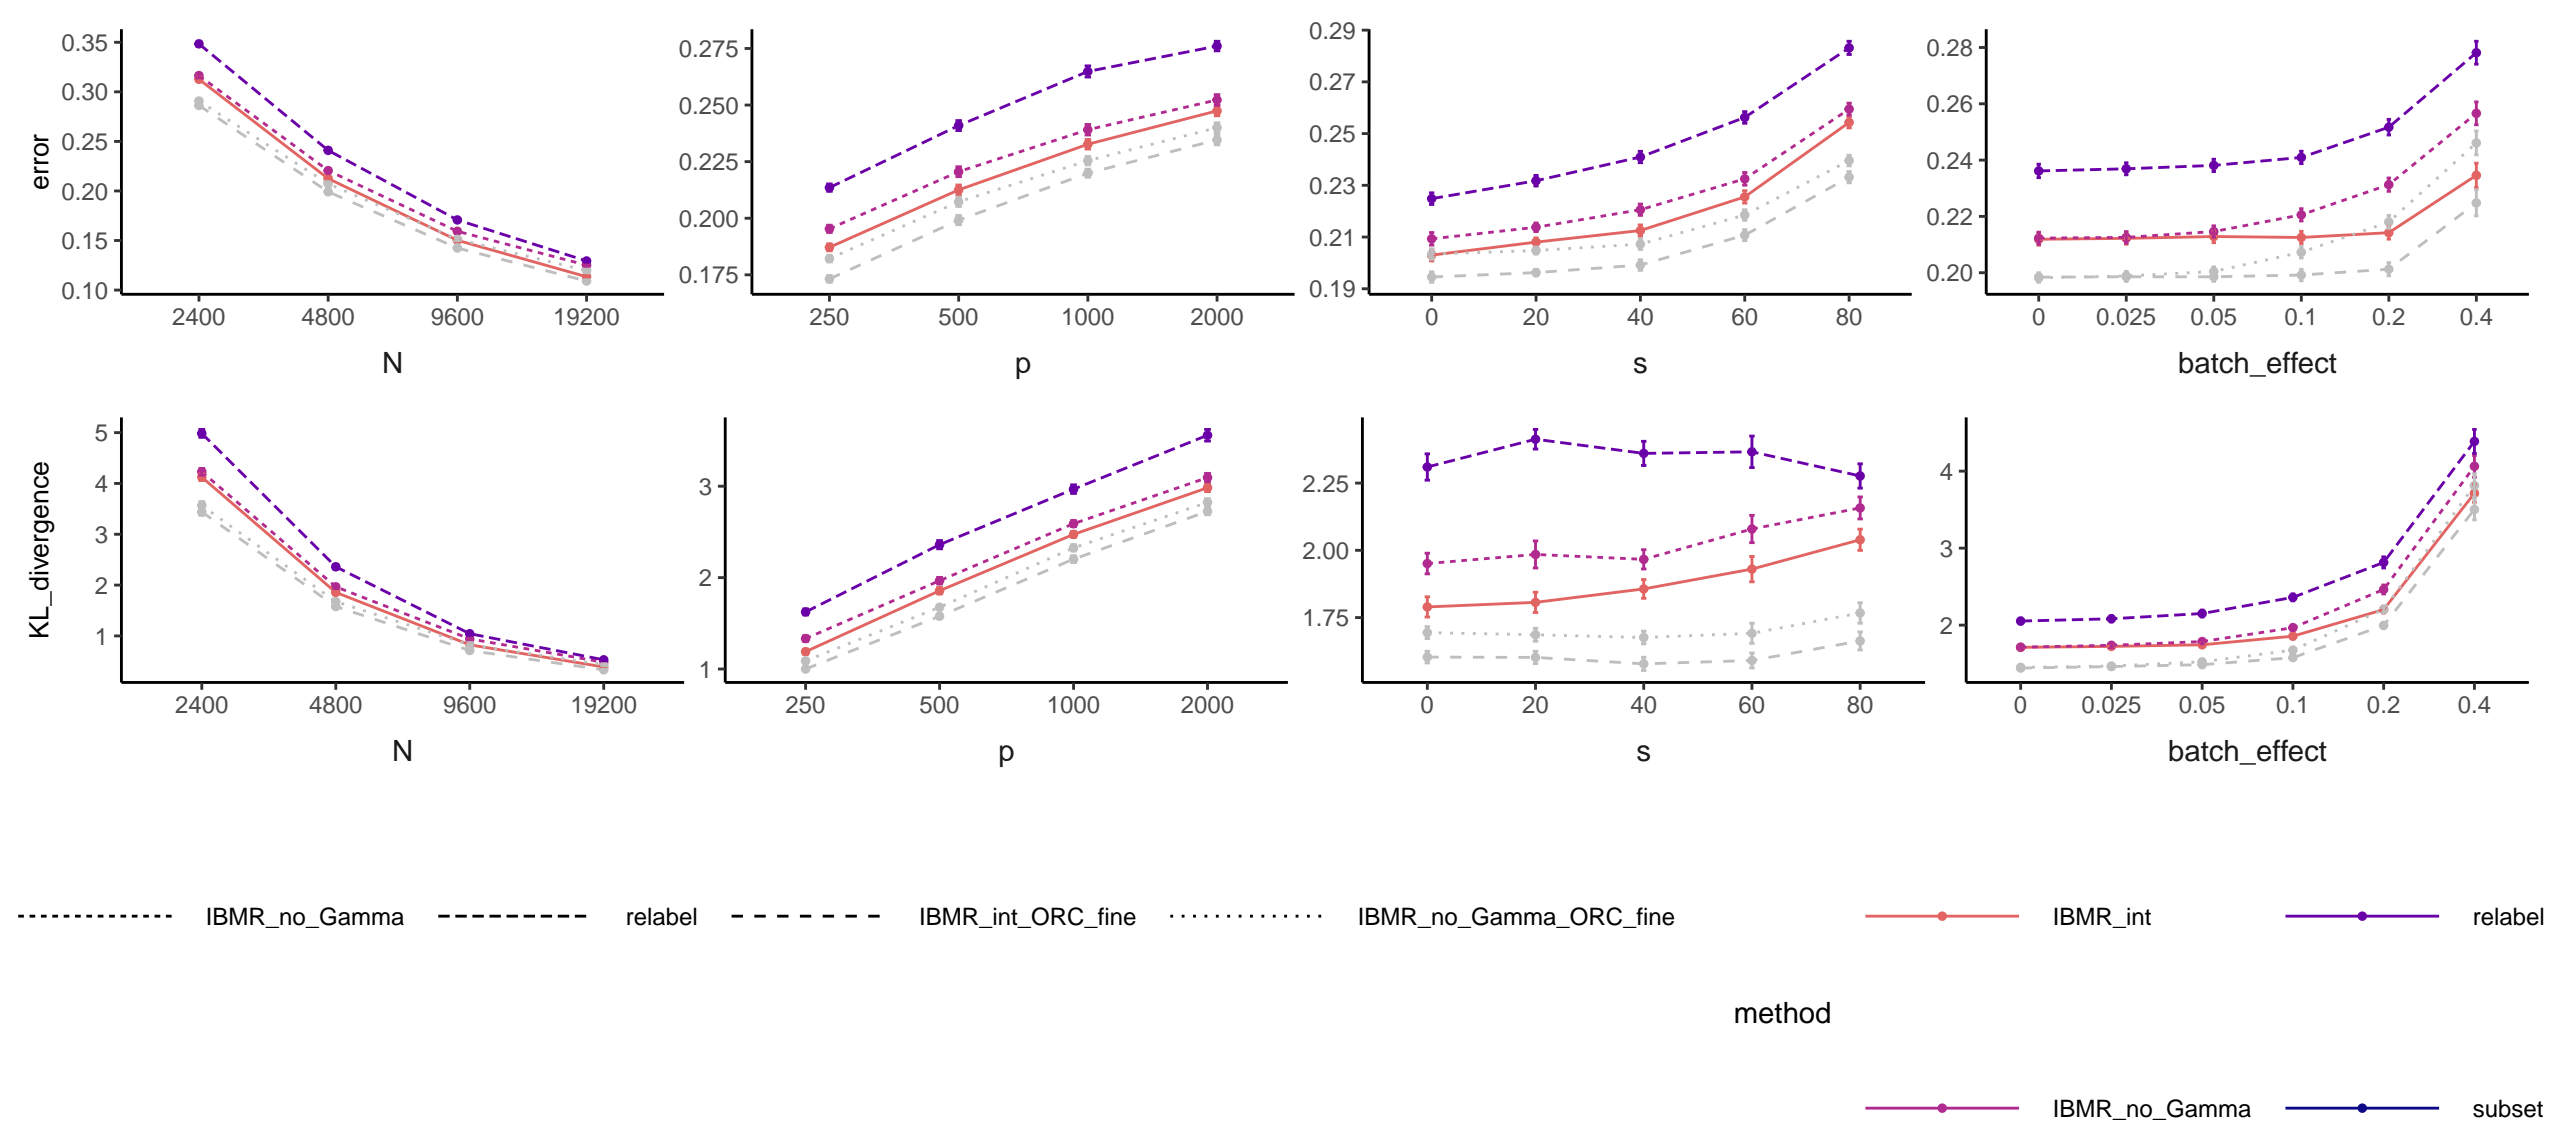 error
0.35
0.30
0.25
0.20
0.15
0.10
2400 4800 9600 19200
N
0.275
0.250
0.225
0.200
0.175
250 500 1000 2000
p
0.29
0.27
0.25
0.23
0.21
0.19
0 20 40 60 80
s
0.28
0.26
0.24
0.22
0.20
0 0.025 0.05 0.1 0.2 0.4
batch_effect
KL_divergence
5
4
3
2
1
2400 4800 9600 19200
N
3
2
1
250 500 1000 2000
p
2.25
2.00
1.75
0 20 40 60 80
s
4
3
2
0 0.025 0.05 0.1 0.2 0.4
batch_effect
IBMR_no_Gamma relabel IBMR_int_ORC_fine IBMR_no_Gamma_ORC_fine IBMR_int relabel
method
IBMR_no_Gamma subset